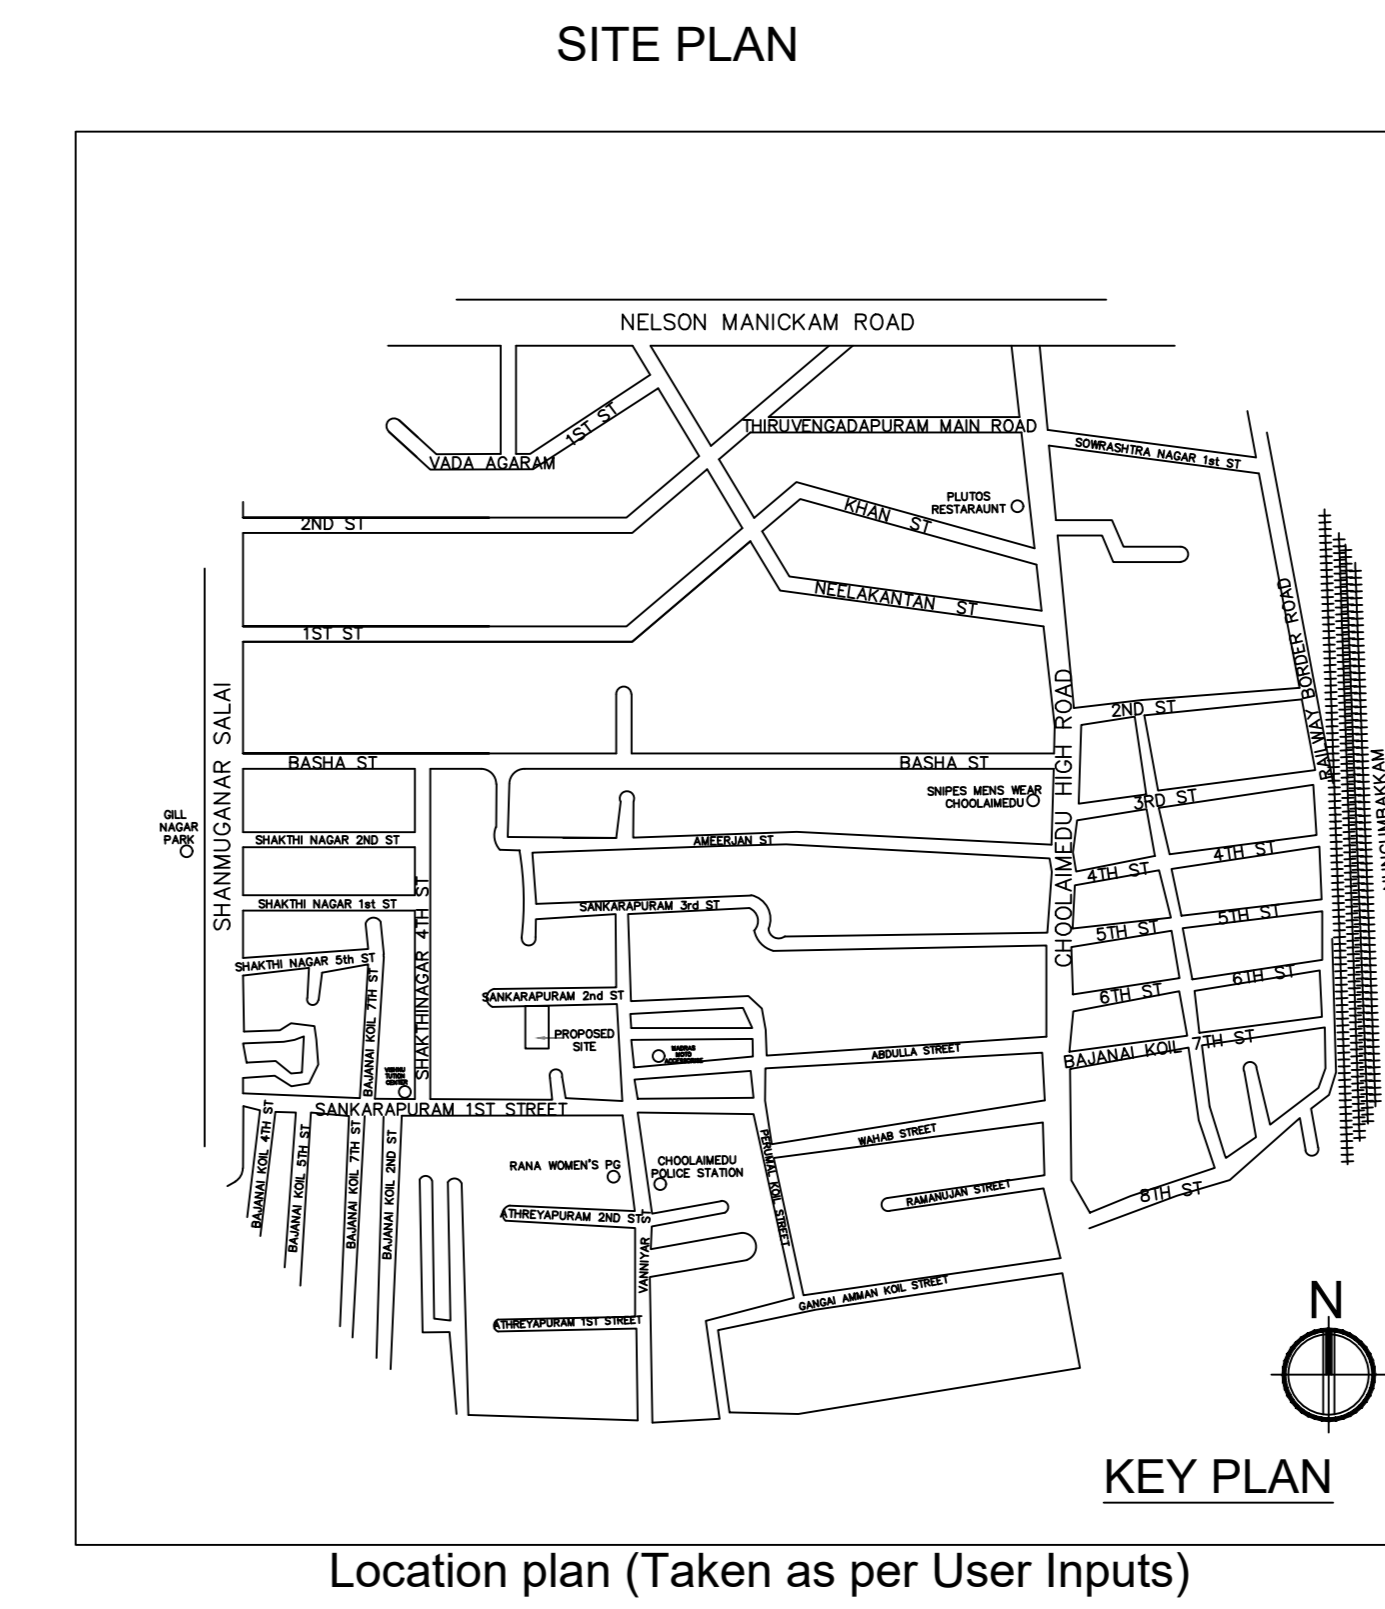 SITE PLAN
NELSON MANICKAM ROAD
1ST ST
VADA AGARAM
THIRUVENGADAPURAM MAIN ROAD
SOWRASHTRA NAGAR 1st ST
PLUTOS
RESTARAUNT
KHAN ST
2ND ST
NEELAKANTAN ST
1ST ST
RAILWAY BORDER ROAD
SHANMUGANAR SALAI
CHOOLAIMEDU HIGH ROAD
2ND ST
BASHA ST
BASHA ST
SNIPES MENS WEAR
CHOOLAIMEDU
3RD ST
GILL
NAGAR
PARK
SHAKTHI NAGAR 2ND ST
AMEERJAN ST
4TH ST
4TH ST
SHAKTHI NAGAR 1st ST
SANKARAPURAM 3rd ST
5TH ST
5TH ST
SHAKTHINAGAR 4TH ST
SHAKTHI NAGAR 5th ST
BAJANAI KOIL 7TH ST
SANKARAPURAM 2nd ST
6TH ST
6TH ST
PROPOSED
SITE
MADRAS
MOTO
ABDULLA STREET
BAJANAI KOIL 7TH ST
TUTION
CENTER
SANKARAPURAM 1ST STREET
BAJANAI KOIL 4TH ST
BAJANAI KOIL 5TH ST
BAJANAI KOIL 7TH ST
BAJANAI KOIL 2ND ST
WAHAB STREET
PERUMAL KOIL STREET
RANA WOMEN'S PG
CHOOLAIMEDU
POLICE STATION
RAMANUJAN STREET
8TH ST
ATHREYAPURAM 2ND ST
VANNIYAR ST
GANGAI AMMAN KOIL STREET
ATHREYAPURAM 1ST STREET
N
KEY PLAN
Location plan (Taken as per User Inputs)